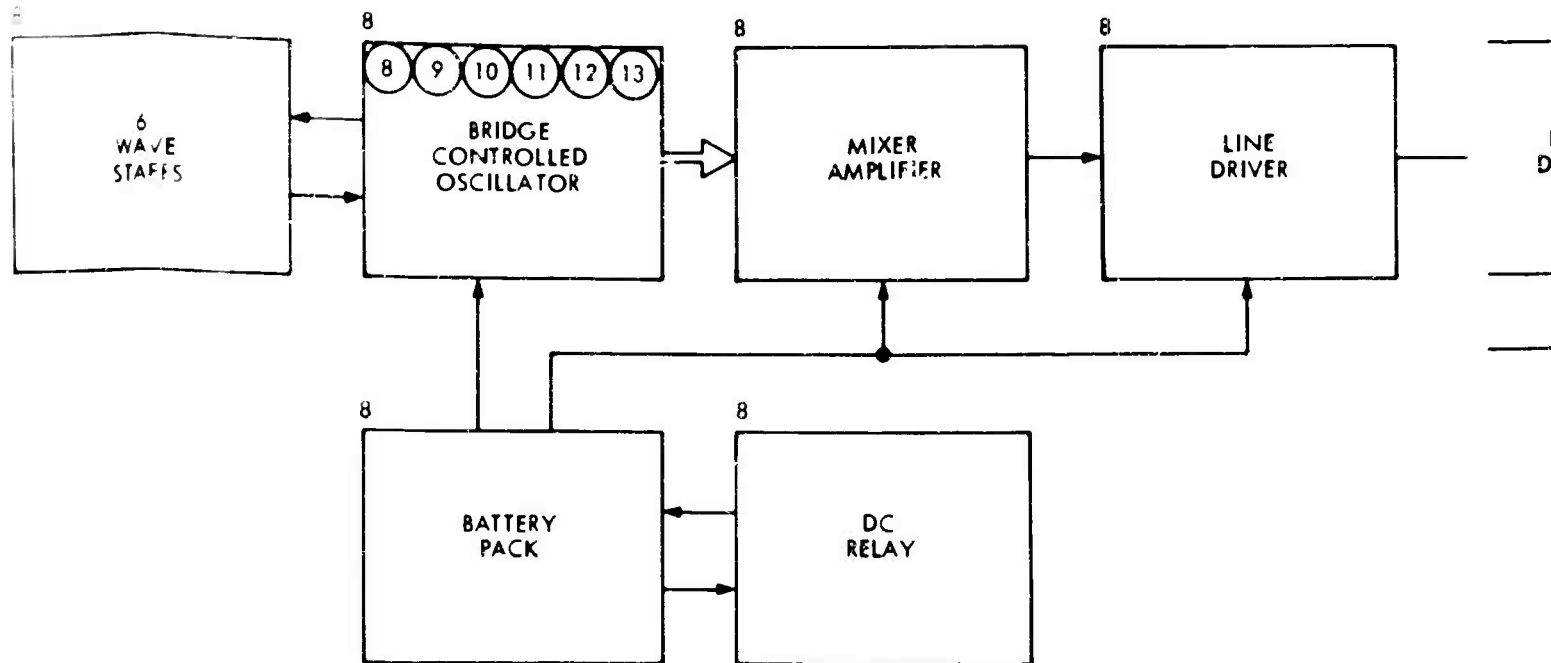 8
8
8
8
8 9 10 11 12 13
6
WAVE
STAFFS
BRIDGE
CONTROLLED
OSCILLATOR
MIXER
AMPLIFIER
LINE
DRIVER
D
8
8
BATTERY
PACK
DC
RELAY